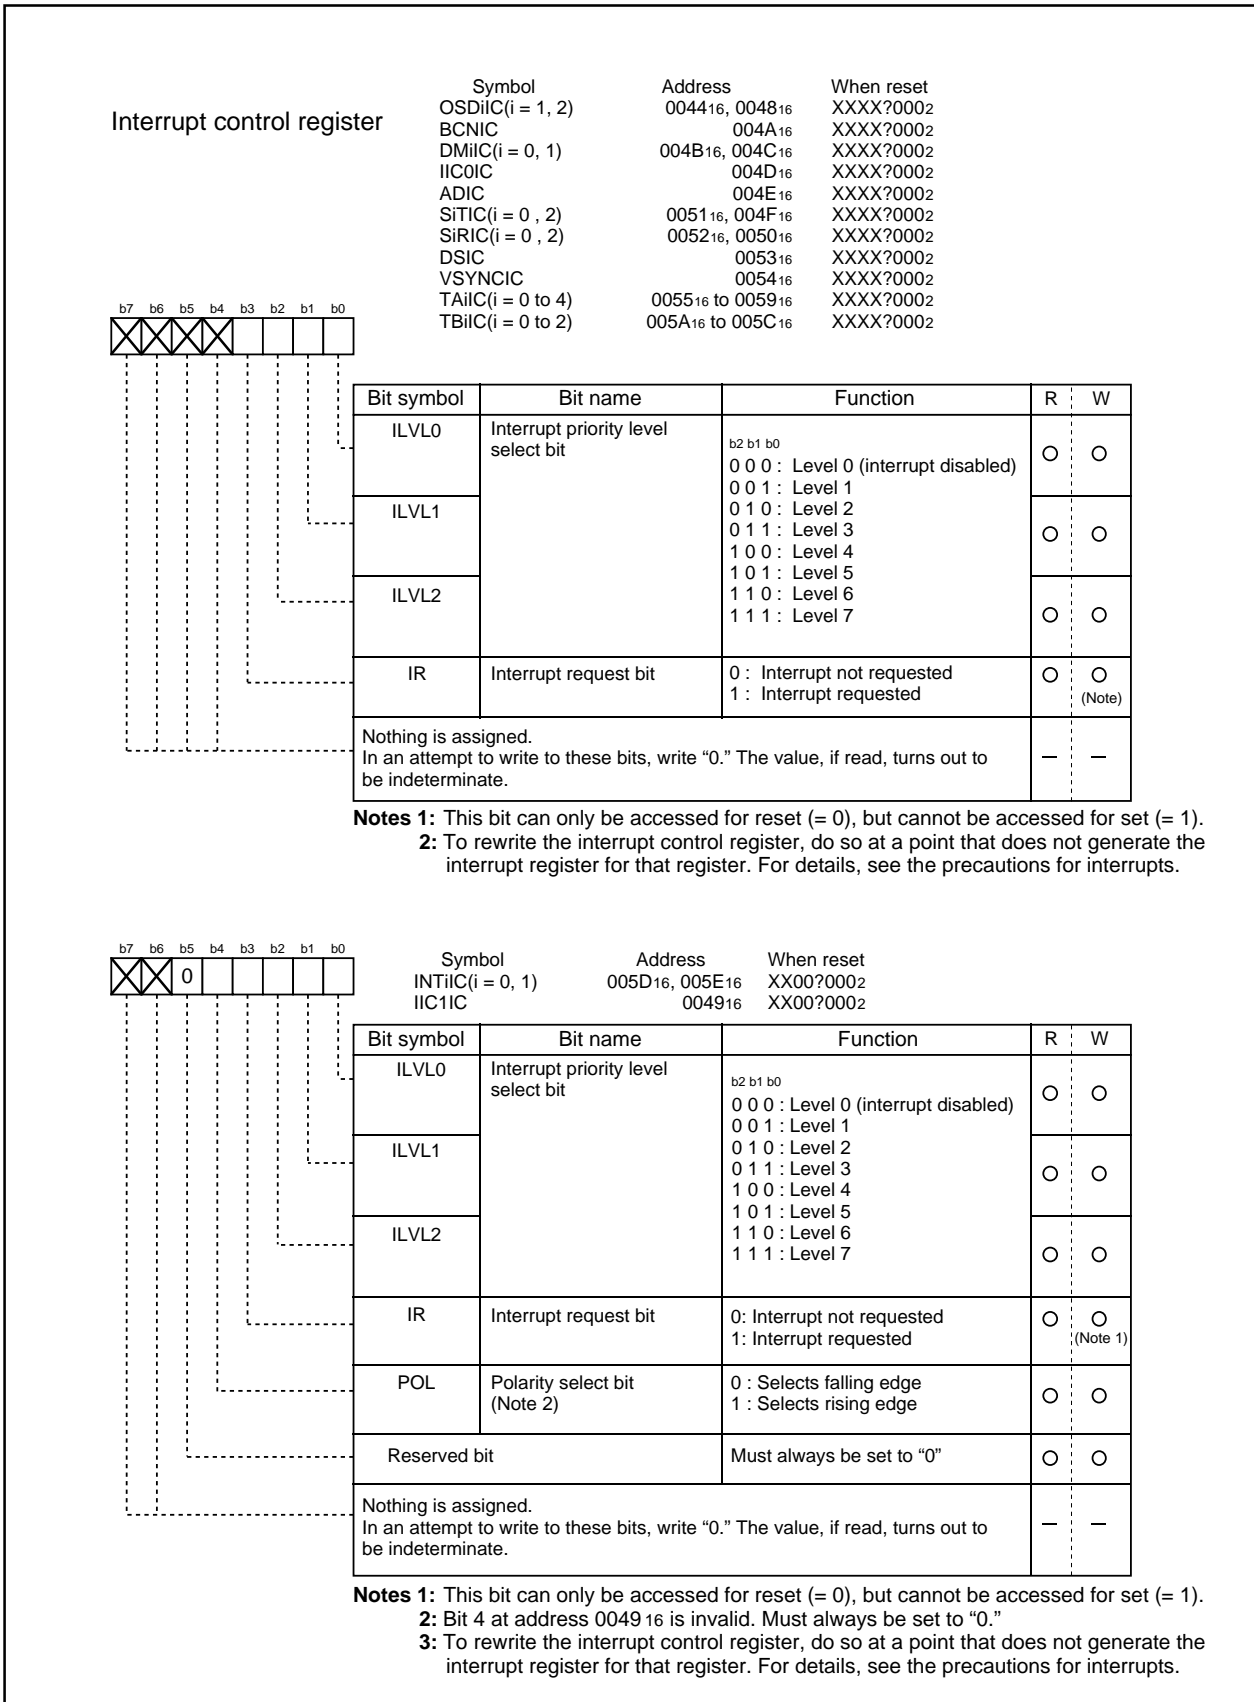 Interrupt control register
Symbol Address When reset
OSDiIC(i = 1, 2) 004416, 004816 XXXX?0002
BCNIC 004A16 XXXX?0002
DMiIC(i = 0, 1) 004B16, 004C16 XXXX?0002
IIC0IC 004D16 XXXX?0002
ADIC 004E16 XXXX?0002
SiTIC(i = 0 , 2) 005116, 004F16 XXXX?0002
SiRIC(i = 0 , 2) 005216, 005016 XXXX?0002
DSIC 005316 XXXX?0002
VSYNCIC 005416 XXXX?0002
TAiIC(i = 0 to 4) 005516 to 005916 XXXX?0002
TBiIC(i = 0 to 2) 005A16 to 005C16 XXXX?0002
b7 b6 b5 b4 b3 b2 b1 b0
Bit symbol Bit name Function R W
ILVL0 Interrupt priority level
select bit
b2 b1 b0
0 0 0 : Level 0 (interrupt disabled)
0 0 1 : Level 1
ILVL1 0 1 0 : Level 2
0 1 1 : Level 3
1 0 0 : Level 4
1 0 1 : Level 5
ILVL2 1 1 0 : Level 6
1 1 1 : Level 7
IR Interrupt request bit 0 : Interrupt not requested
1 : Interrupt requested
(Note)
Nothing is assigned.
In an attempt to write to these bits, write “0.” The value, if read, turns out to
be indeterminate.
Notes 1: This bit can only be accessed for reset (= 0), but cannot be accessed for set (= 1).
2: To rewrite the interrupt control register, do so at a point that does not generate the
interrupt register for that register. For details, see the precautions for interrupts.
b7 b6 b5 b4 b3 b2 b1 b0
0
Symbol Address When reset
INTiIC(i = 0, 1) 005D16, 005E16 XX00?0002
IIC1IC 004916 XX00?0002
Bit symbol Bit name Function R W
ILVL0 Interrupt priority level
select bit
b2 b1 b0
0 0 0 : Level 0 (interrupt disabled)
0 0 1 : Level 1
ILVL1 0 1 0 : Level 2
0 1 1 : Level 3
1 0 0 : Level 4
1 0 1 : Level 5
ILVL2 1 1 0 : Level 6
1 1 1 : Level 7
IR Interrupt request bit 0: Interrupt not requested
1: Interrupt requested
(Note 1)
POL Polarity select bit 0 : Selects falling edge
(Note 2) 1 : Selects rising edge
Reserved bit Must always be set to “0”
Nothing is assigned.
In an attempt to write to these bits, write “0.” The value, if read, turns out to
be indeterminate.
Notes 1: This bit can only be accessed for reset (= 0), but cannot be accessed for set (= 1).
2: Bit 4 at address 004916 is invalid. Must always be set to “0.”
3: To rewrite the interrupt control register, do so at a point that does not generate the
interrupt register for that register. For details, see the precautions for interrupts.